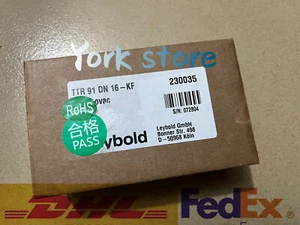 York store
TTR 91 DN 16-KF
230035
S/N: 072804
RoHS
合格
PASS
Leybold GmbH
Bonner Str. 498
D - 50968 Köln
DHL
FedEx